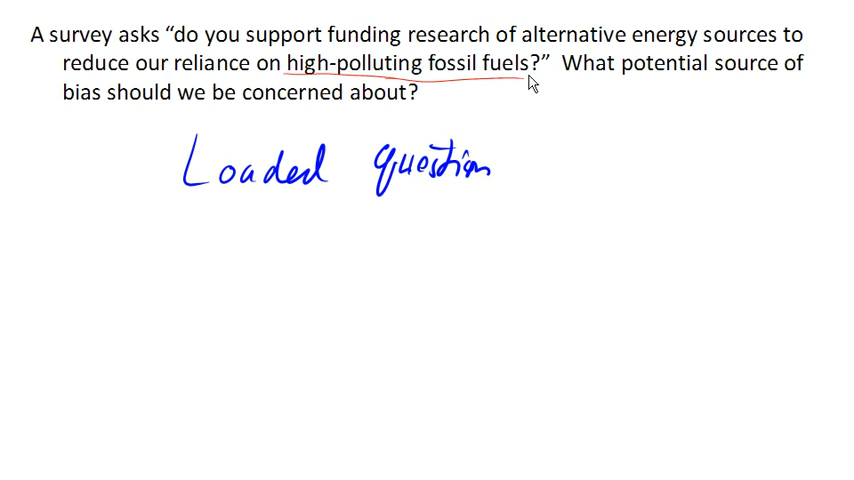 A survey asks “do you support funding research of alternative energy sources to
reduce our reliance on high-polluting fossil fuels?”  What potential source of
bias should we be concerned about?
Loaded question